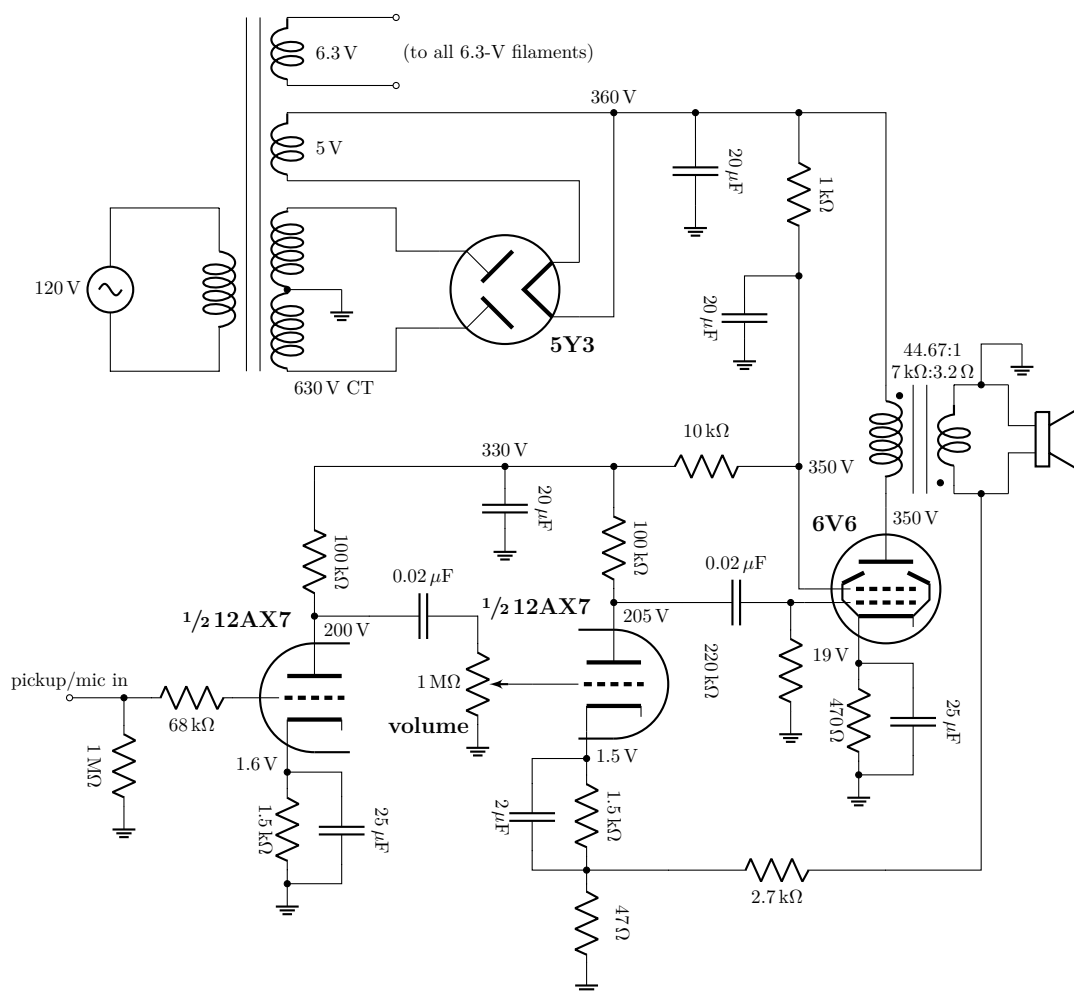 6.3 V
(to all 6.3-V filaments)
360 V
5 V
20 μF
1 kΩ
120 V
20 μF
5Y3
44.67:1
7 kΩ:3.2 Ω
630 V CT
10 kΩ
330 V
350 V
20 μF
350 V
6V6
100 kΩ
100 kΩ
0.02 μF
0.02 μF
1/2 12AX7
1/2 12AX7
200 V
205 V
220 kΩ
19 V
pickup/mic in
1 MΩ
68 kΩ
volume
470 Ω
25 μF
1.6 V
1.5 V
1 MΩ
1.5 kΩ
25 μF
2 μF
1.5 kΩ
2.7 kΩ
47 Ω